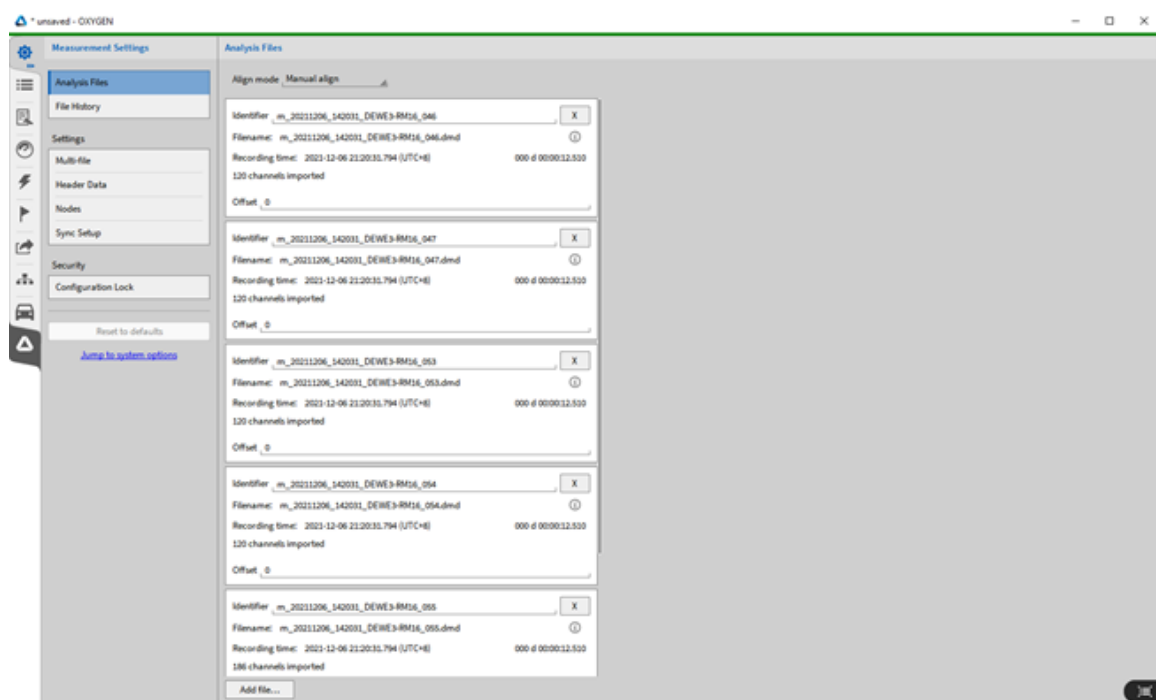 * unsaved - OXYGEN
Measurement Settings
Analysis Files
File History
Settings
Multi-file
Header Data
Nodes
Sync Setup
Security
Configuration Lock
Reset to defaults
Jump to system options
Analysis Files
Align mode Manual align
Identifier m_20211206_142031_DEWE3-RM16_046 X
Filename: m_20211206_142031_DEWE3-RM16_046.dmd
Recording time: 2021-12-06 21:20:31.794 (UTC+8) 000 d 00:00:12.510
120 channels imported
Offset 0
Identifier m_20211206_142031_DEWE3-RM16_047 X
Filename: m_20211206_142031_DEWE3-RM16_047.dmd
Recording time: 2021-12-06 21:20:31.794 (UTC+8) 000 d 00:00:12.510
120 channels imported
Offset 0
Identifier m_20211206_142031_DEWE3-RM16_053 X
Filename: m_20211206_142031_DEWE3-RM16_053.dmd
Recording time: 2021-12-06 21:20:31.794 (UTC+8) 000 d 00:00:12.510
120 channels imported
Offset 0
Identifier m_20211206_142031_DEWE3-RM16_054 X
Filename: m_20211206_142031_DEWE3-RM16_054.dmd
Recording time: 2021-12-06 21:20:31.794 (UTC+8) 000 d 00:00:12.510
120 channels imported
Offset 0
Identifier m_20211206_142031_DEWE3-RM16_055 X
Filename: m_20211206_142031_DEWE3-RM16_055.dmd
Recording time: 2021-12-06 21:20:31.794 (UTC+8) 000 d 00:00:12.510
186 channels imported
Add file...